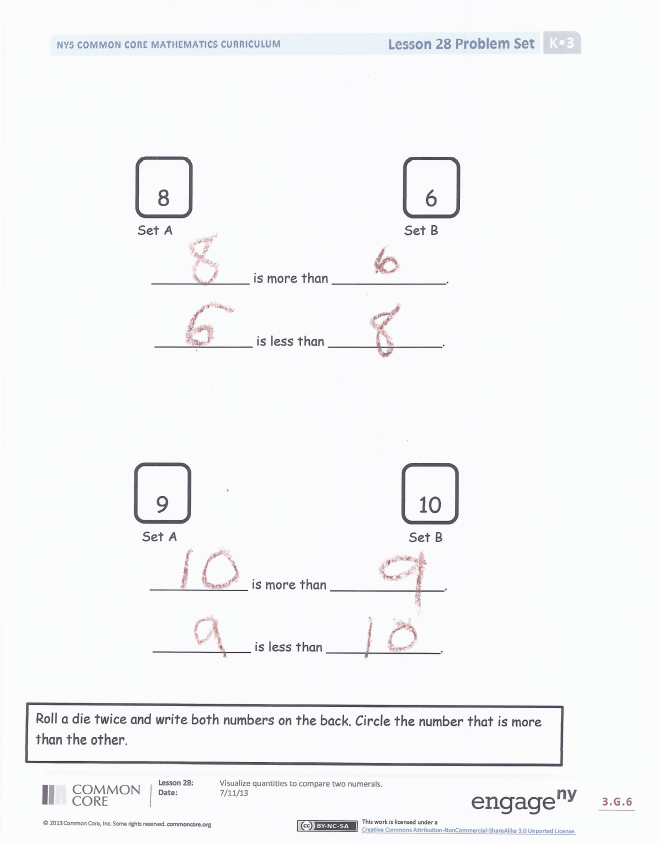 NYS COMMON CORE MATHEMATICS CURRICULUM Lesson 28 Problem Set K•3
8 6
Set A Set B
8 is more than 6.
6 is less than 8.
9 10
Set A Set B
10 is more than 9.
9 is less than 10.
Roll a die twice and write both numbers on the back. Circle the number that is more
than the other.
COMMON CORE
Lesson 28: Visualize quantities to compare two numerals.
Date: 7/11/13
engageny 3.G.6
© 2013 Common Core, Inc. Some rights reserved. commoncore.org
CC BY-NC-SA
This work is licensed under a
Creative Commons Attribution-NonCommercial-ShareAlike 3.0 Unported License.